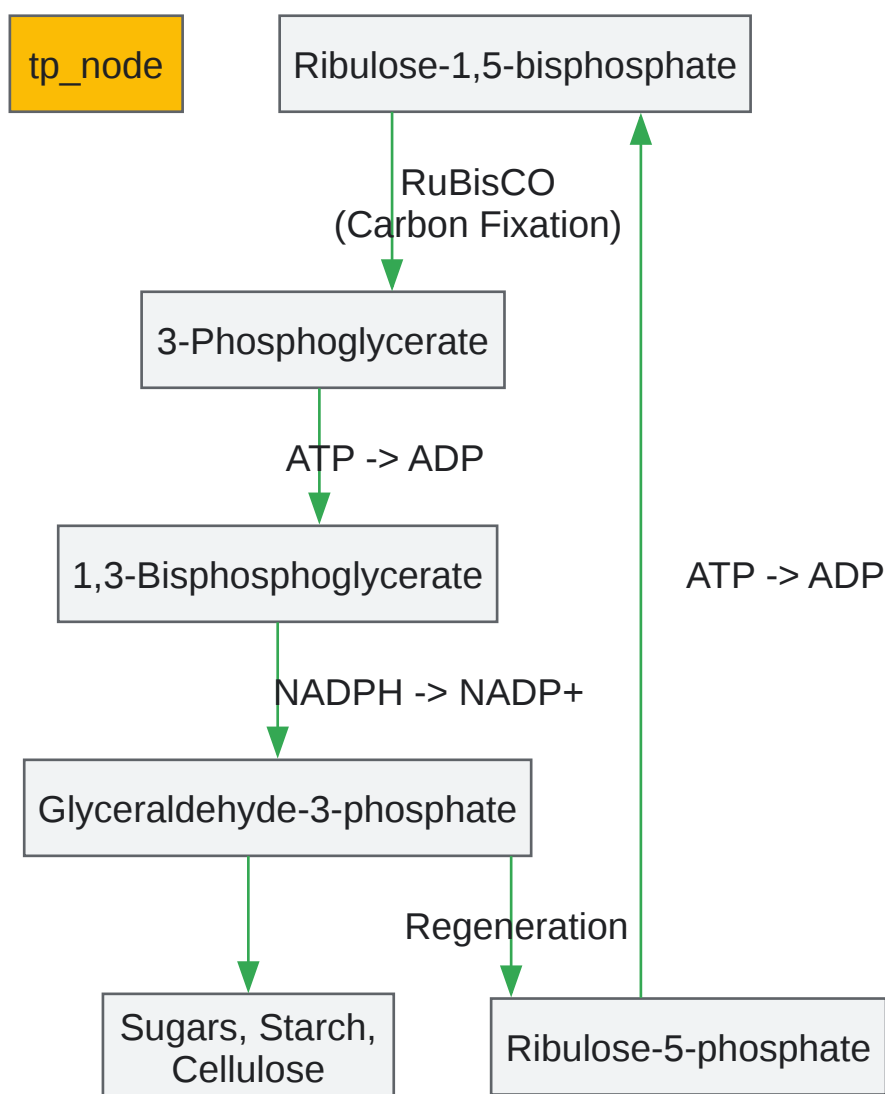 tp_node
Ribulose-1,5-bisphosphate
RuBisCO
(Carbon Fixation)
3-Phosphoglycerate
ATP -> ADP
1,3-Bisphosphoglycerate
ATP -> ADP
NADPH -> NADP+
Glyceraldehyde-3-phosphate
Regeneration
Sugars, Starch,
Cellulose
Ribulose-5-phosphate